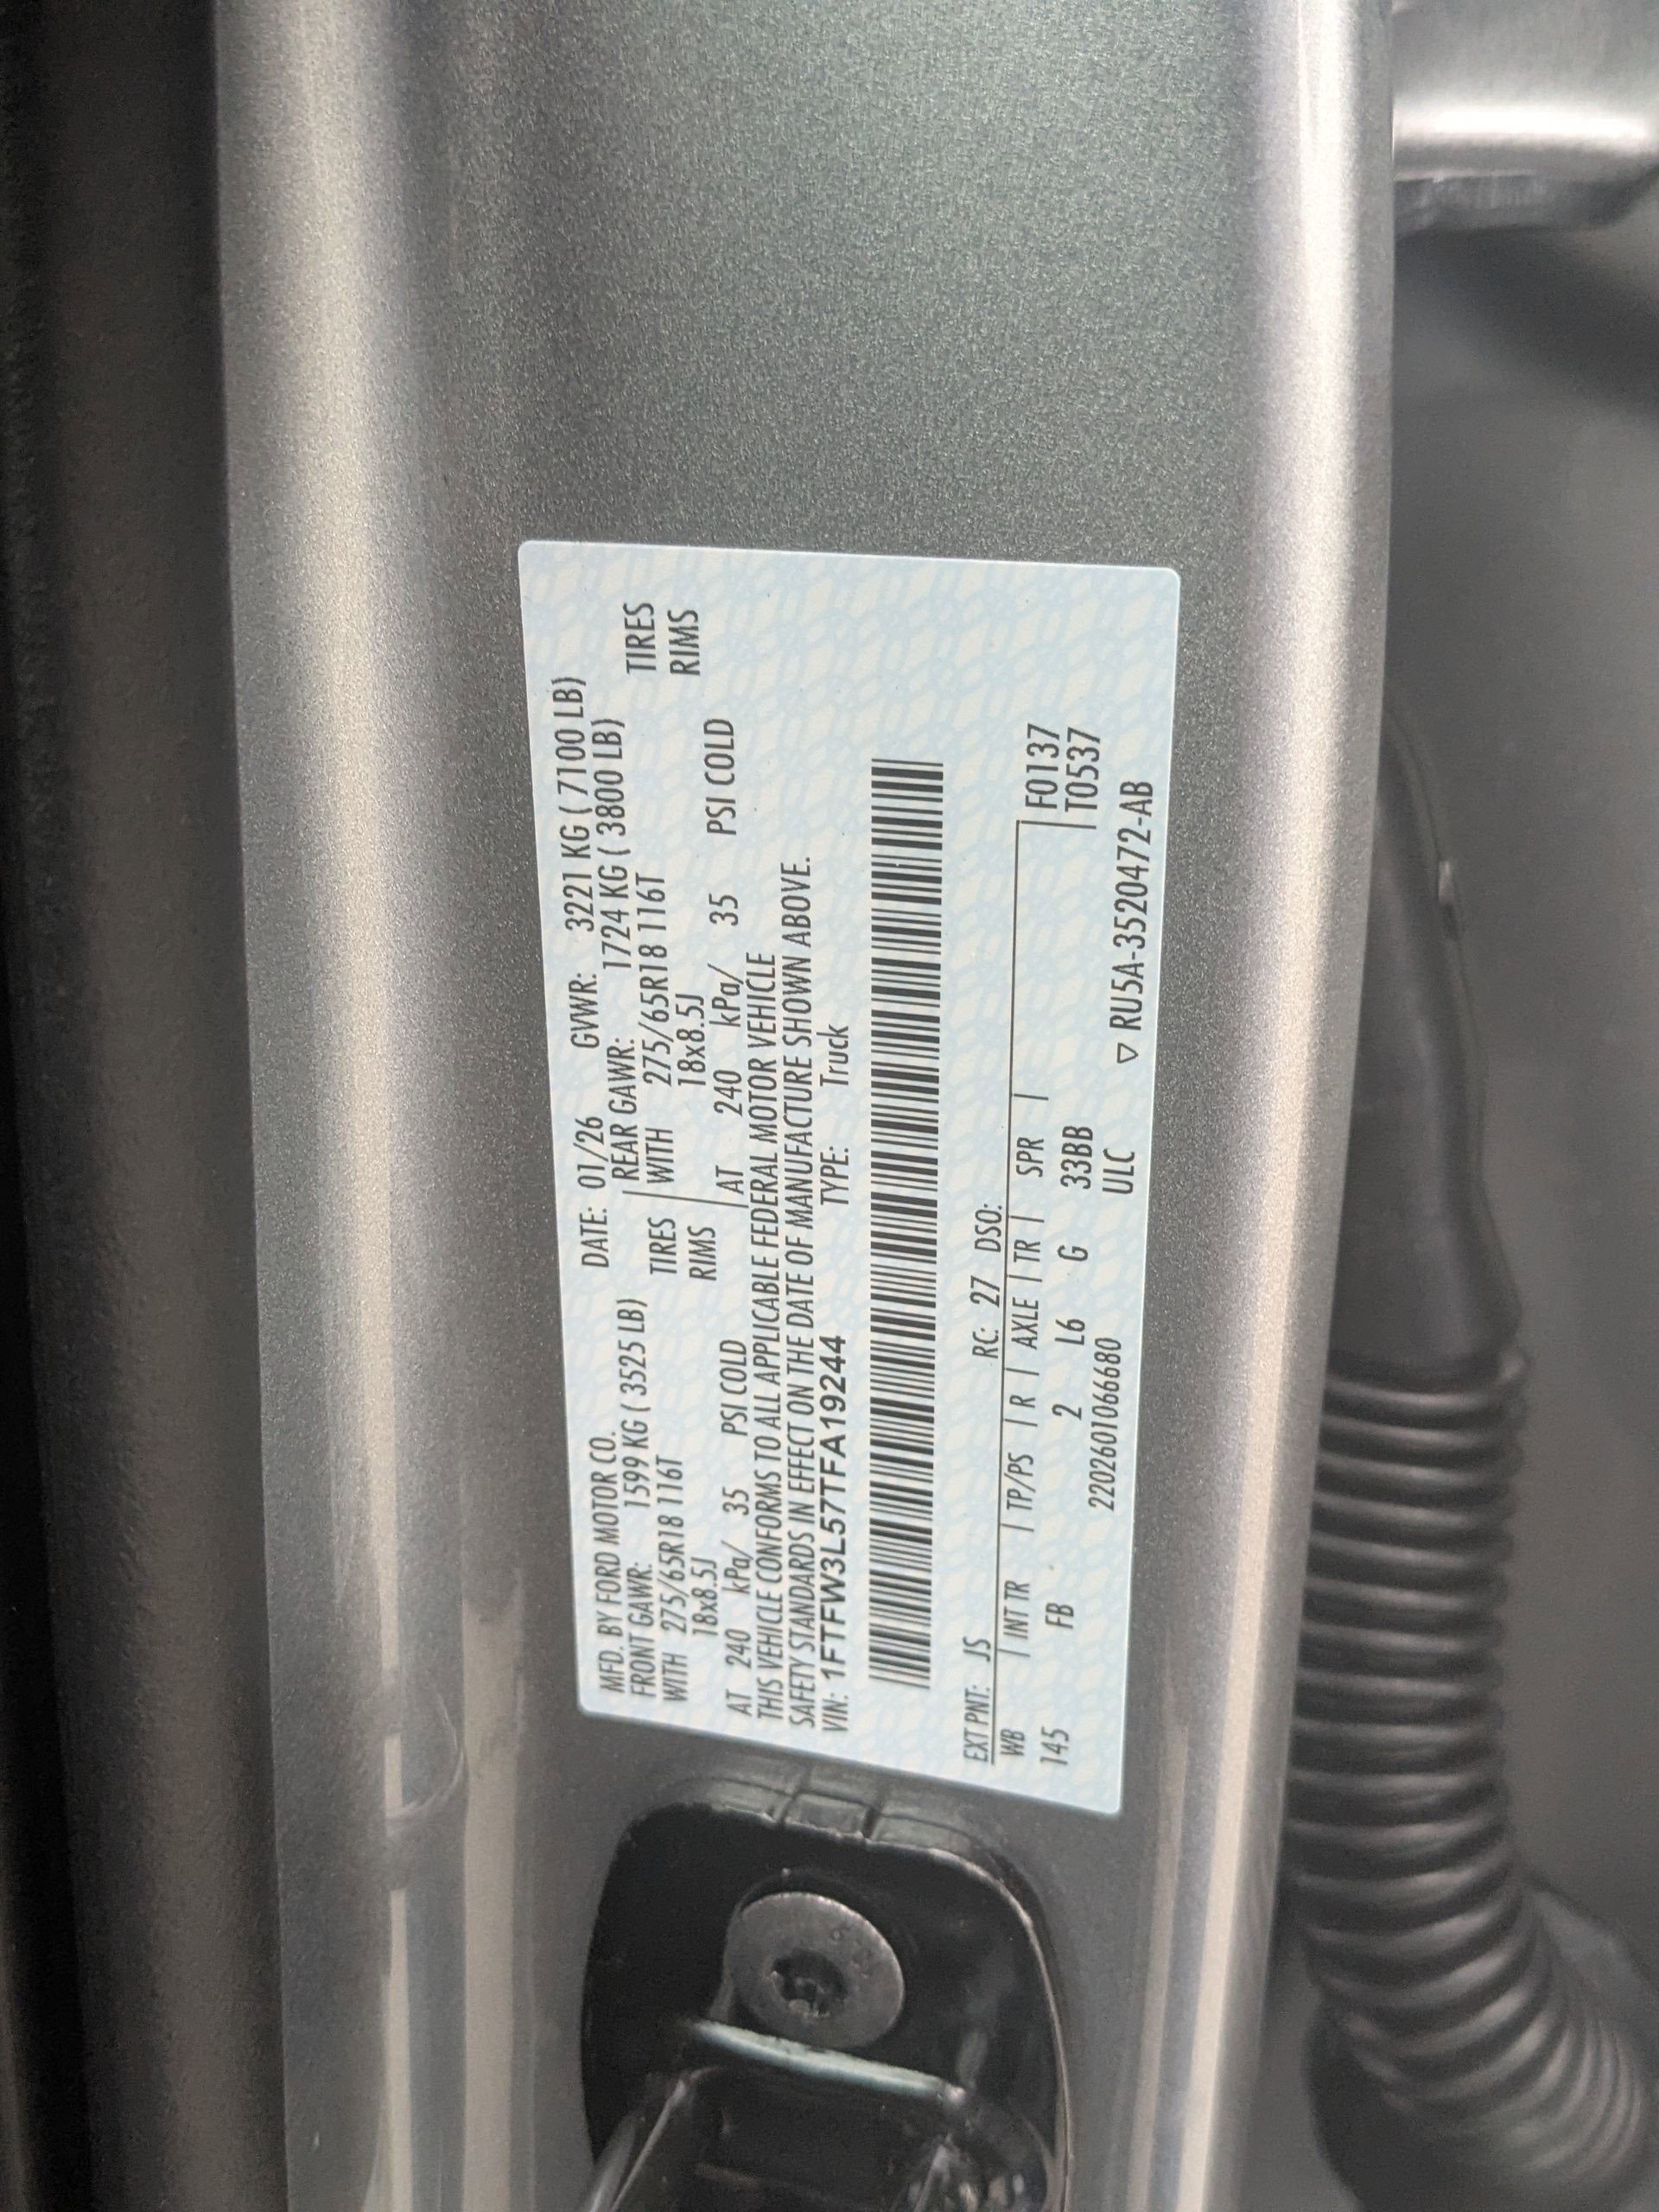 MFD. BY FORD MOTOR CO. DATE: 01/26 GVWR: 3221 KG ( 7100 LB)
FRONT GAWR: 1599 KG ( 3525 LB) REAR GAWR: 1724 KG ( 3800 LB)
WITH 275/65R18 116T TIRES WITH 275/65R18 116T TIRES
18x8.5J RIMS 18x8.5J RIMS
AT 240 kPa/ 35 PSI COLD AT 240 kPa/ 35 PSI COLD
THIS VEHICLE CONFORMS TO ALL APPLICABLE FEDERAL MOTOR VEHICLE
SAFETY STANDARDS IN EFFECT ON THE DATE OF MANUFACTURE SHOWN ABOVE.
VIN: 1FTFW3L57TFA19244 TYPE: Truck
EXT PNT: JS RC: 27 DSO:
WB | INT TR | TP/PS | R | AXLE | TR | SPR | F0137
145 FB 2 L6 G 33BB T0537
2202601066680 ULC ▽ RU5A-3520472-AB